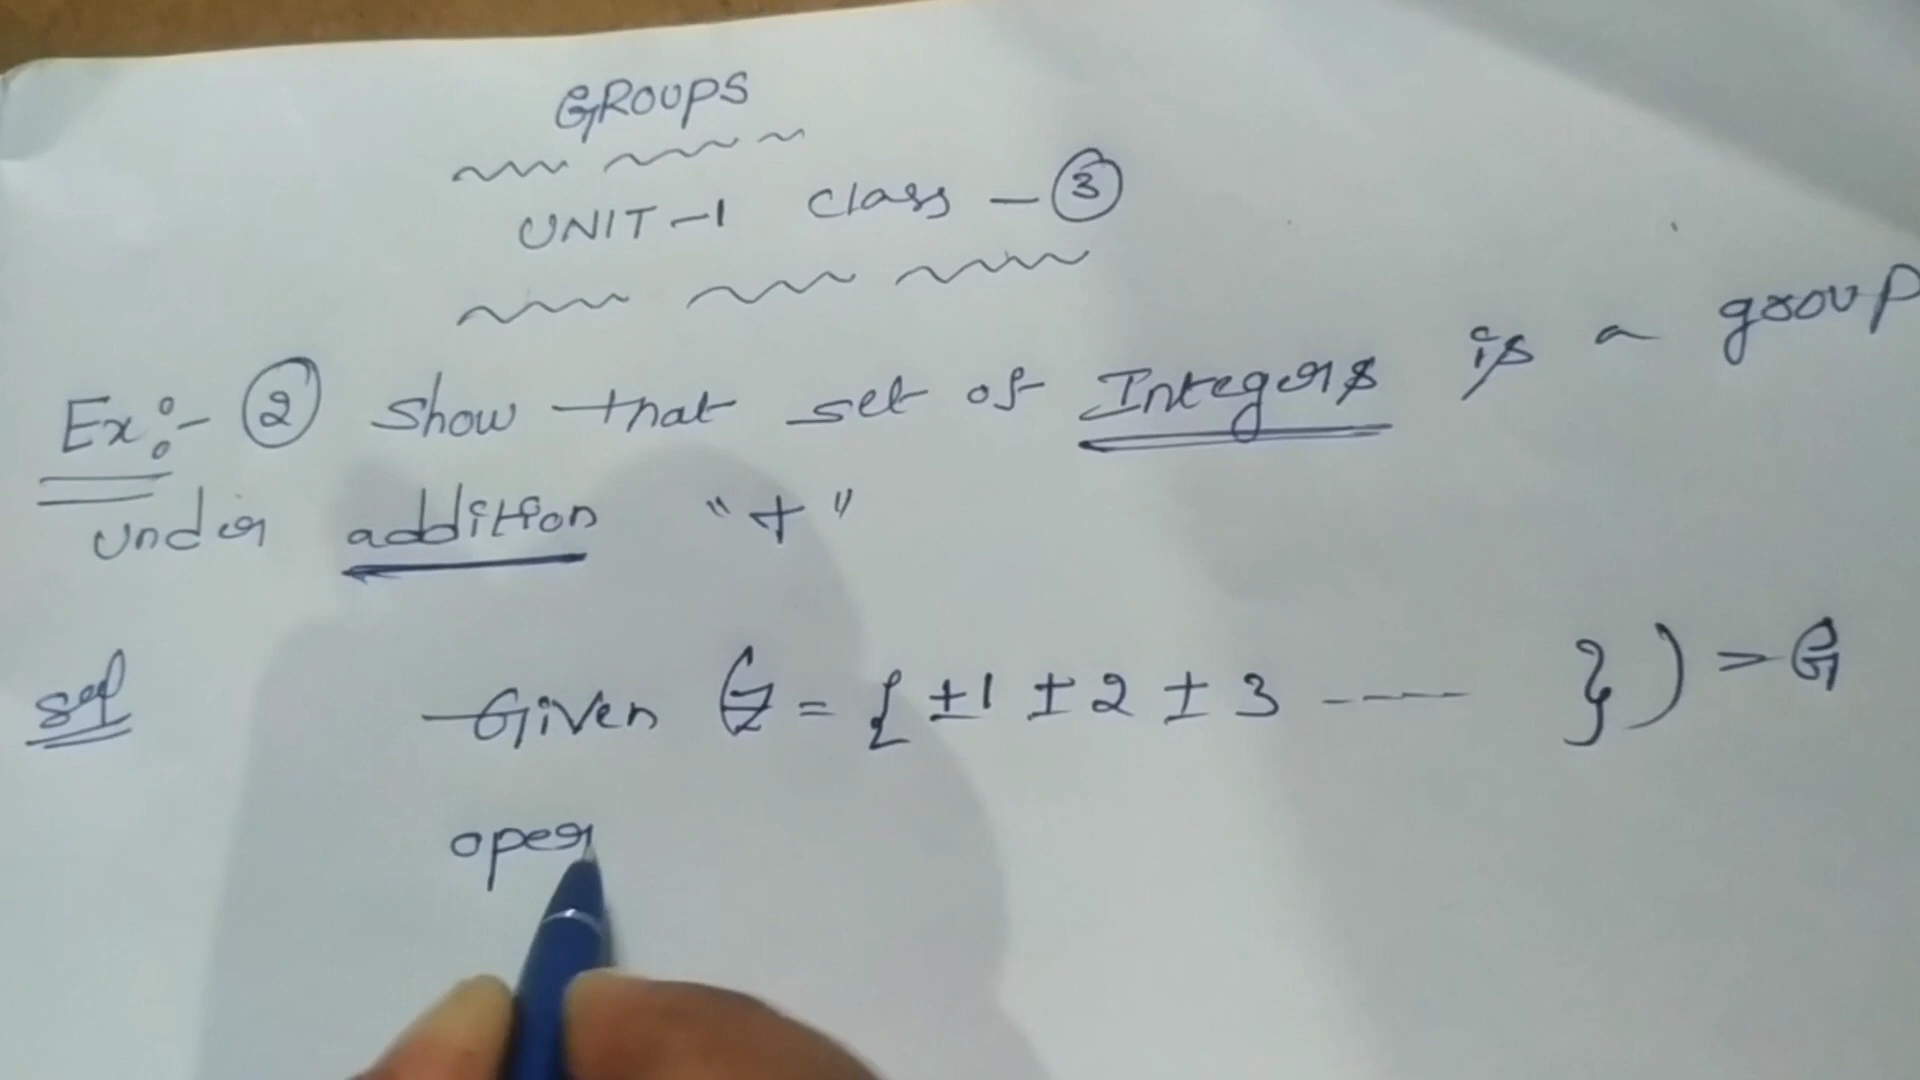 GROUPS
UNIT-1 class - ③
Ex:- ② show that set of Integers is a group
under addition "+"
sol Given (Z = { ±1 ±2 ±3 ---- } ) = G
oper